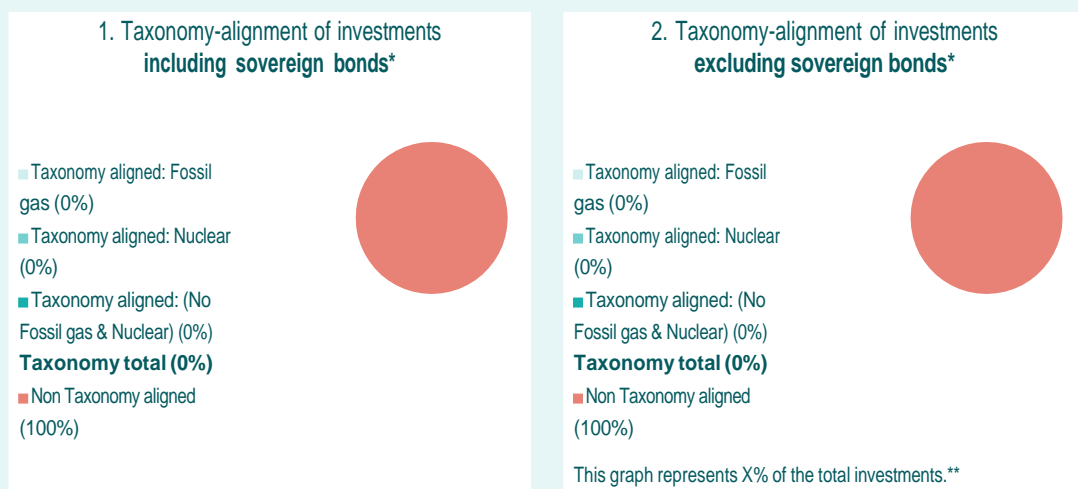 1. Taxonomy-alignment of investments
including sovereign bonds*
Taxonomy aligned: Fossil
gas (0%)
Taxonomy aligned: Nuclear
(0%)
Taxonomy aligned: (No
Fossil gas & Nuclear) (0%)
Taxonomy total (0%)
Non Taxonomy aligned
(100%)
2. Taxonomy-alignment of investments
excluding sovereign bonds*
Taxonomy aligned: Fossil
gas (0%)
Taxonomy aligned: Nuclear
(0%)
Taxonomy aligned: (No
Fossil gas & Nuclear) (0%)
Taxonomy total (0%)
Non Taxonomy aligned
(100%)
This graph represents X% of the total investments.**